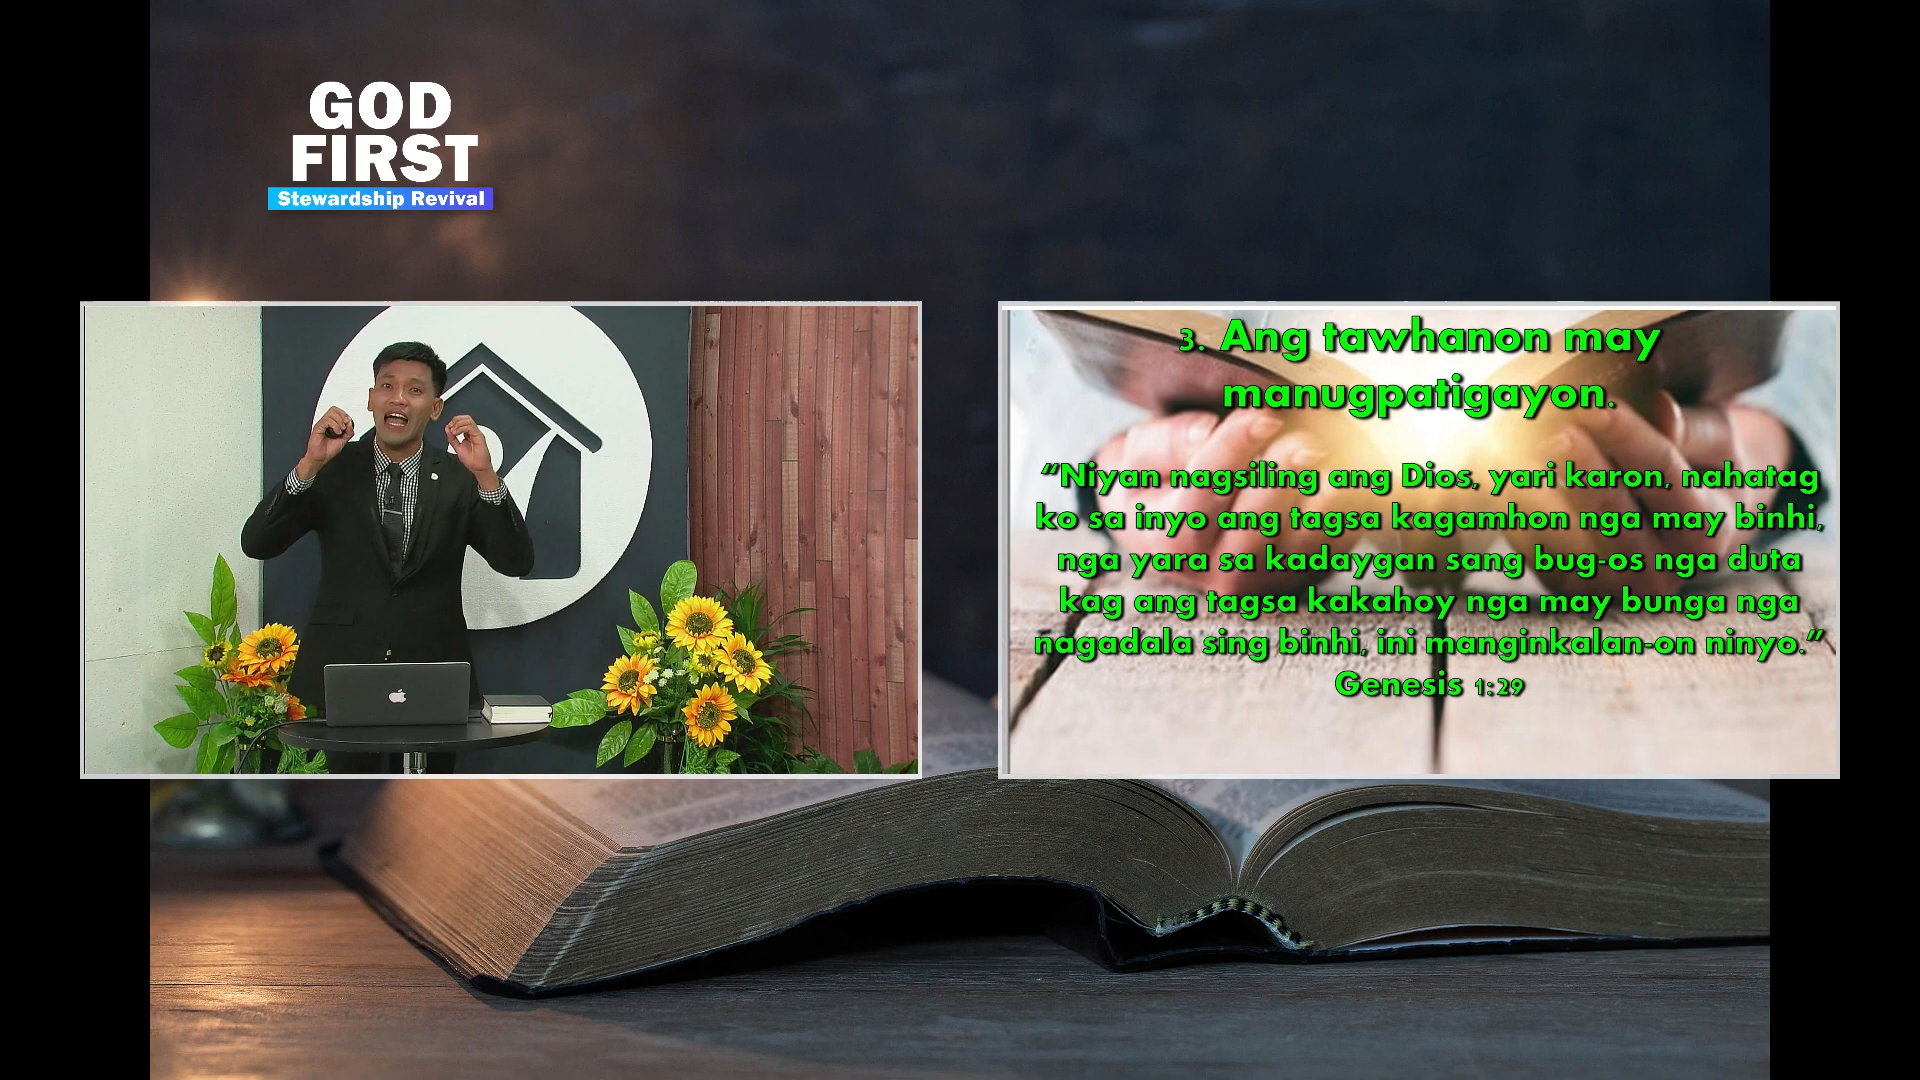 GOD
FIRST
Stewardship Revival
3. Ang tawhanon may
manugpatigayon.
“Niyan nagsiling ang Dios, yari karon, nahatag
ko sa inyo ang tagsa kagamhon nga may binhi,
nga yara sa kadaygan sang bug-os nga duta
kag ang tagsa kakahoy nga may bunga nga
nagadala sing binhi, ini manginkalan-on ninyo.”
Genesis 1:29